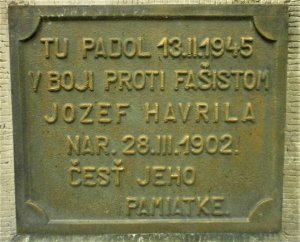 TU PADOL 13.II.1945
V BOJI PROTI FAŠISTOM
JOZEF HAVRILA
NAR. 28.III.1902.
ČESŤ JEHO
PAMIATKE.